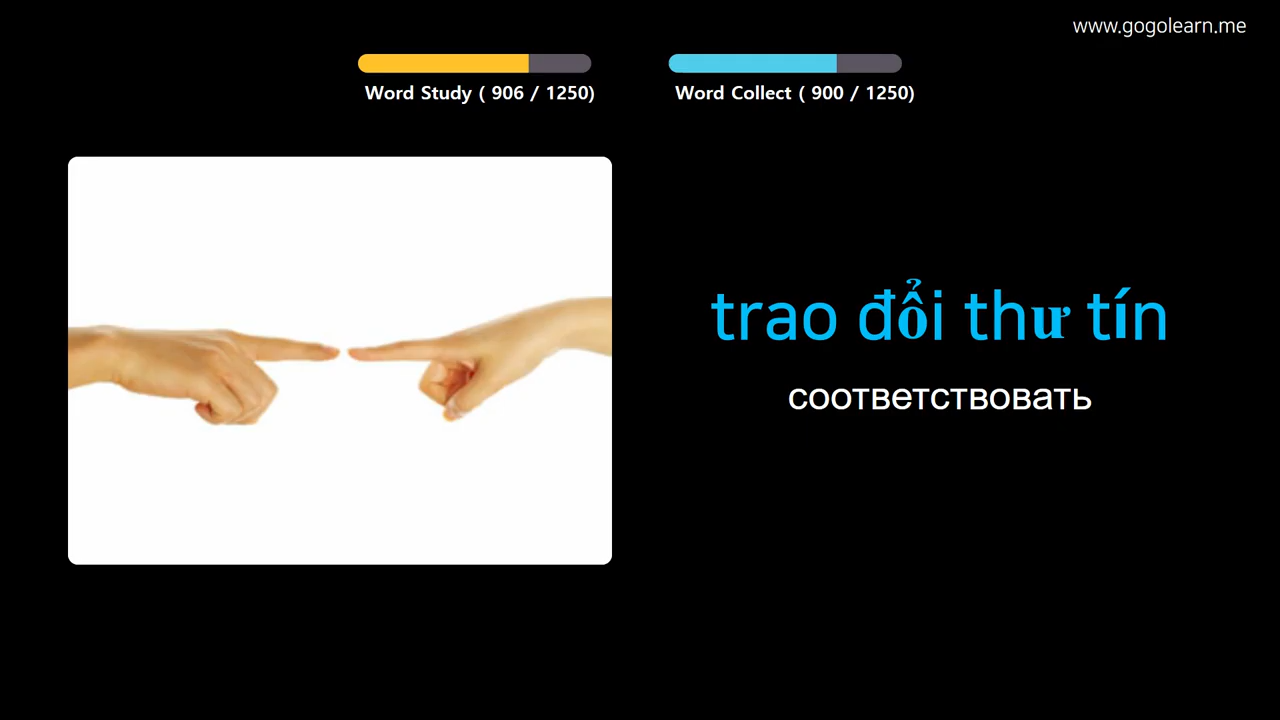 www.gogolearn.me
Word Study ( 906 / 1250)
Word Collect ( 900 / 1250)
trao đổi thư tín
соответствовать